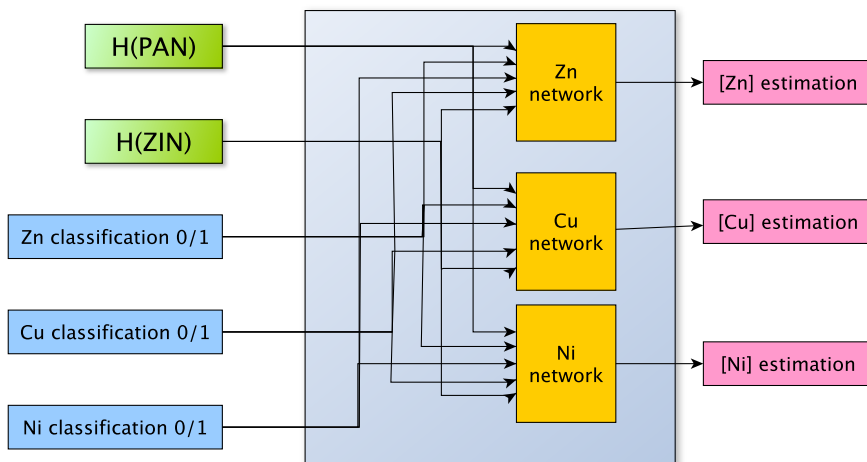 H(PAN)
H(ZIN)
Zn classification 0/1
Cu classification 0/1
Ni classification 0/1
Zn
network
Cu
network
Ni
network
[Zn] estimation
[Cu] estimation
[Ni] estimation